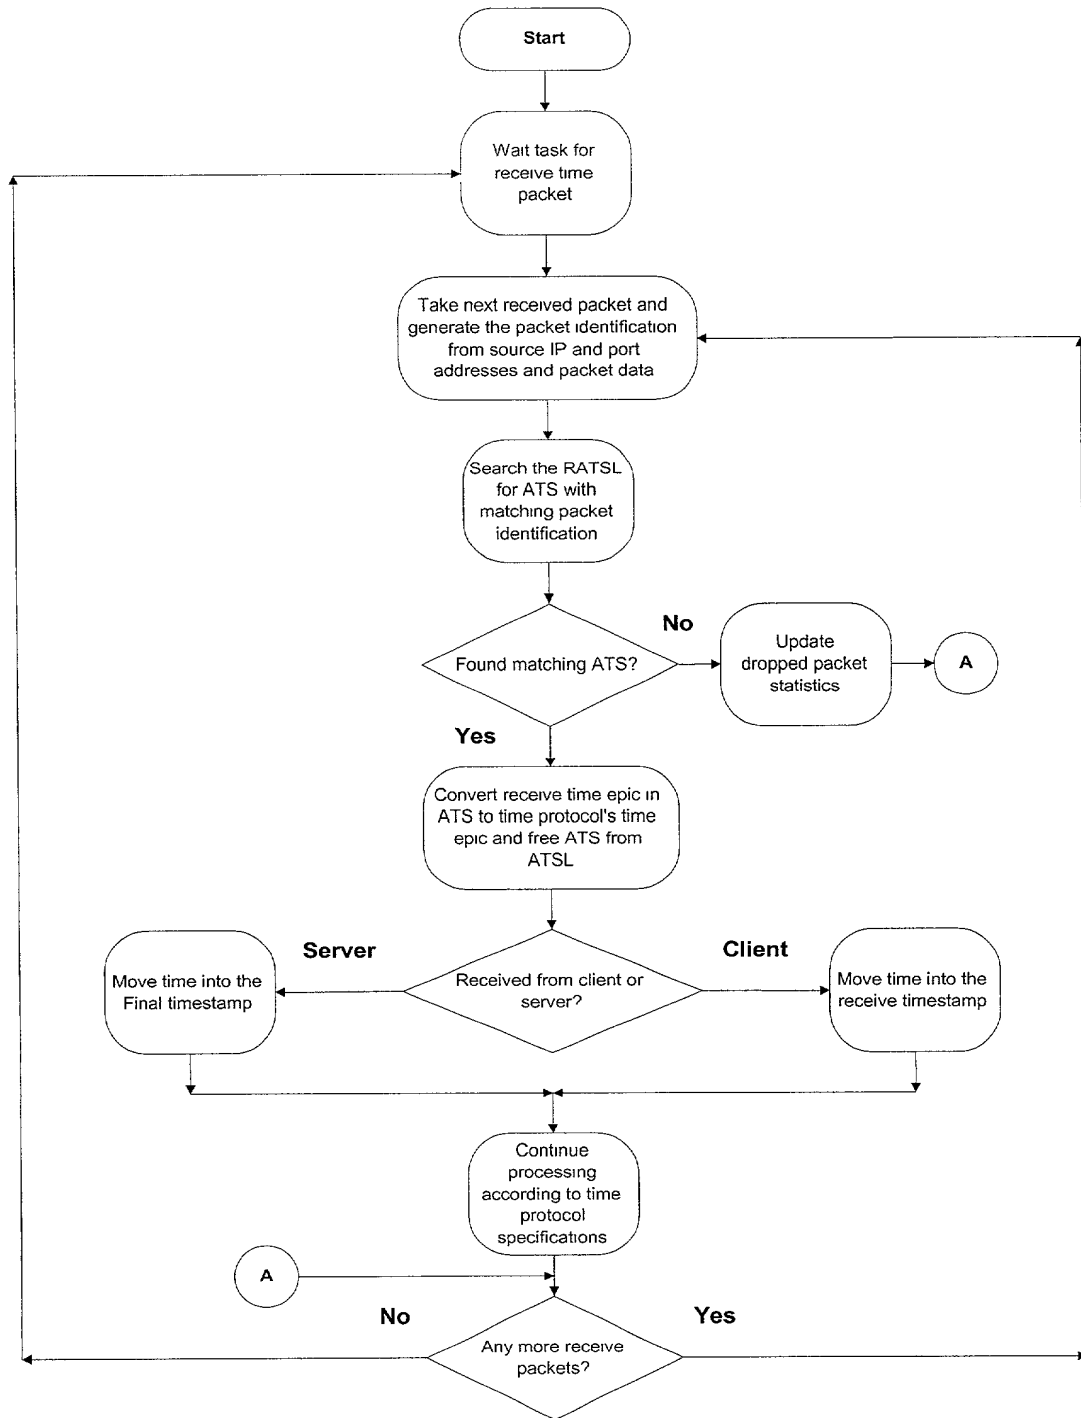 Start
Wait task for
receive time
packet
Take next received packet and
generate the packet identification
from source IP and port
addresses and packet data
Search the RATSL
for ATS with
matching packet
identification
Found matching ATS?
No
Update
dropped packet
statistics
A
Yes
Convert receive time epic in
ATS to time protocol's time
epic and free ATS from
ATSL
Received from client or
server?
Server
Move time into the
Final timestamp
Client
Move time into the
receive timestamp
Continue
processing
according to time
protocol
specifications
A
Any more receive
packets?
No
Yes